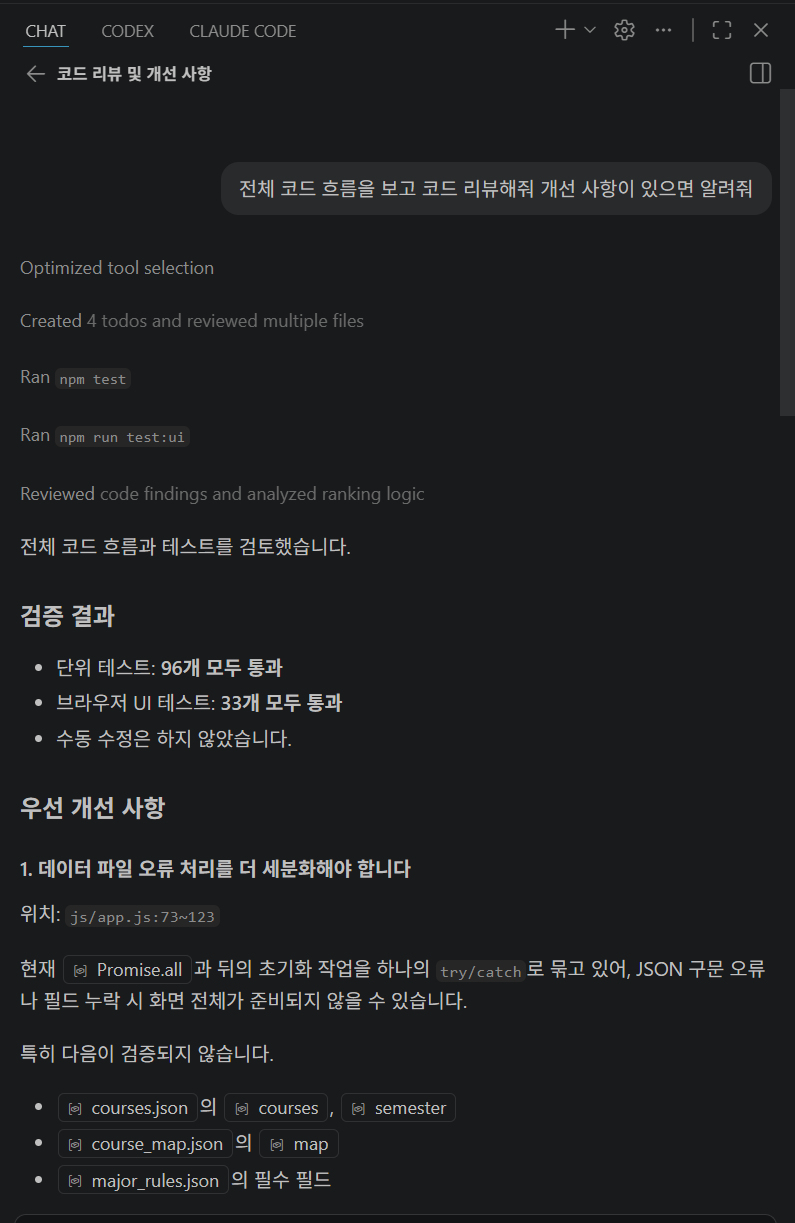 CHAT CODEX CLAUDE CODE
코드 리뷰 및 개선 사항
전체 코드 흐름을 보고 코드 리뷰해줘 개선 사항이 있으면 알려줘
Optimized tool selection
Created 4 todos and reviewed multiple files
Ran npm test
Ran npm run test:ui
Reviewed code findings and analyzed ranking logic
전체 코드 흐름과 테스트를 검토했습니다.
검증 결과
• 단위 테스트: 96개 모두 통과
• 브라우저 UI 테스트: 33개 모두 통과
• 수동 수정은 하지 않았습니다.
우선 개선 사항
1. 데이터 파일 오류 처리를 더 세분화해야 합니다
위치: js/app.js:73~123
현재 Promise.all 과 뒤의 초기화 작업을 하나의 try/catch로 묶고 있어, JSON 구문 오류
나 필드 누락 시 화면 전체가 준비되지 않을 수 있습니다.
특히 다음이 검증되지 않습니다.
• courses.json 의 courses , semester
• course_map.json 의 map
• major_rules.json 의 필수 필드